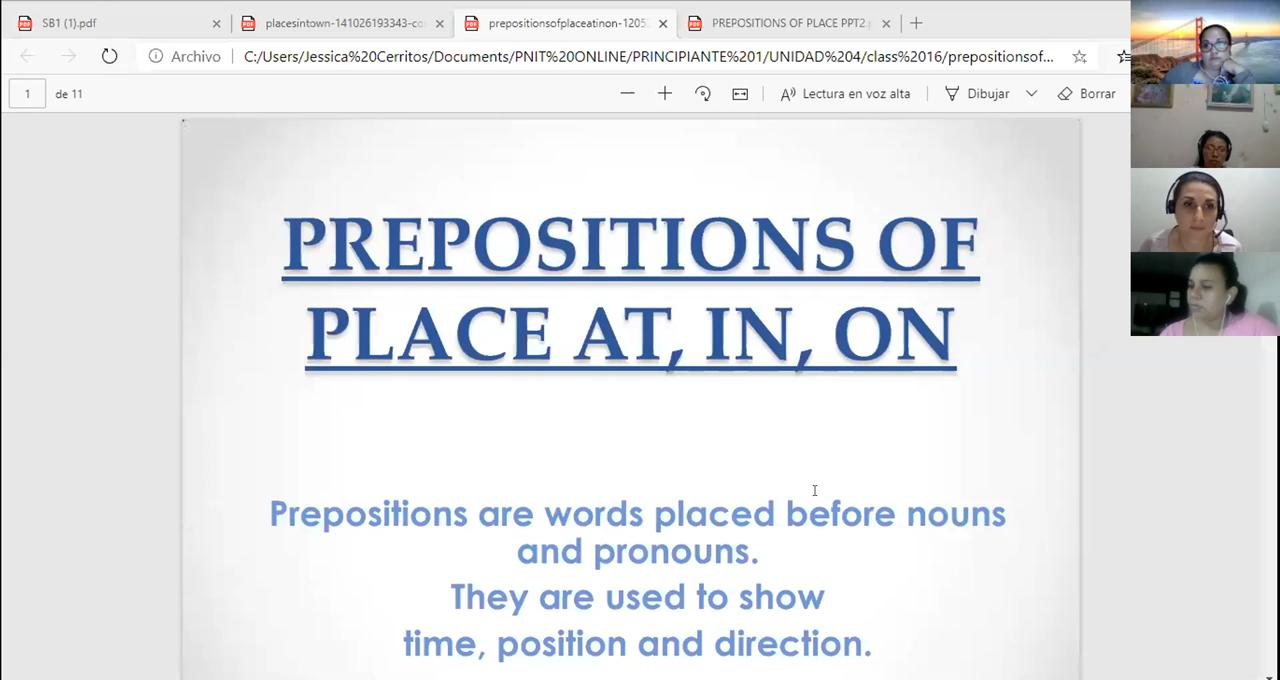 SB1 (1).pdf
placesintown-141026193343-co
prepositionsofplaceatinon-1205
PREPOSITIONS OF PLACE PPT2.p
Archivo
C:/Users/Jessica%20Cerritos/Documents/PNIT%20ONLINE/PRINCIPIANTE%201/UNIDAD%204/class%2016/prepositionsof...
1 de 11
Lectura en voz alta
Dibujar
Borrar
PREPOSITIONS OF
PLACE AT, IN, ON
Prepositions are words placed before nouns
and pronouns.
They are used to show
time, position and direction.